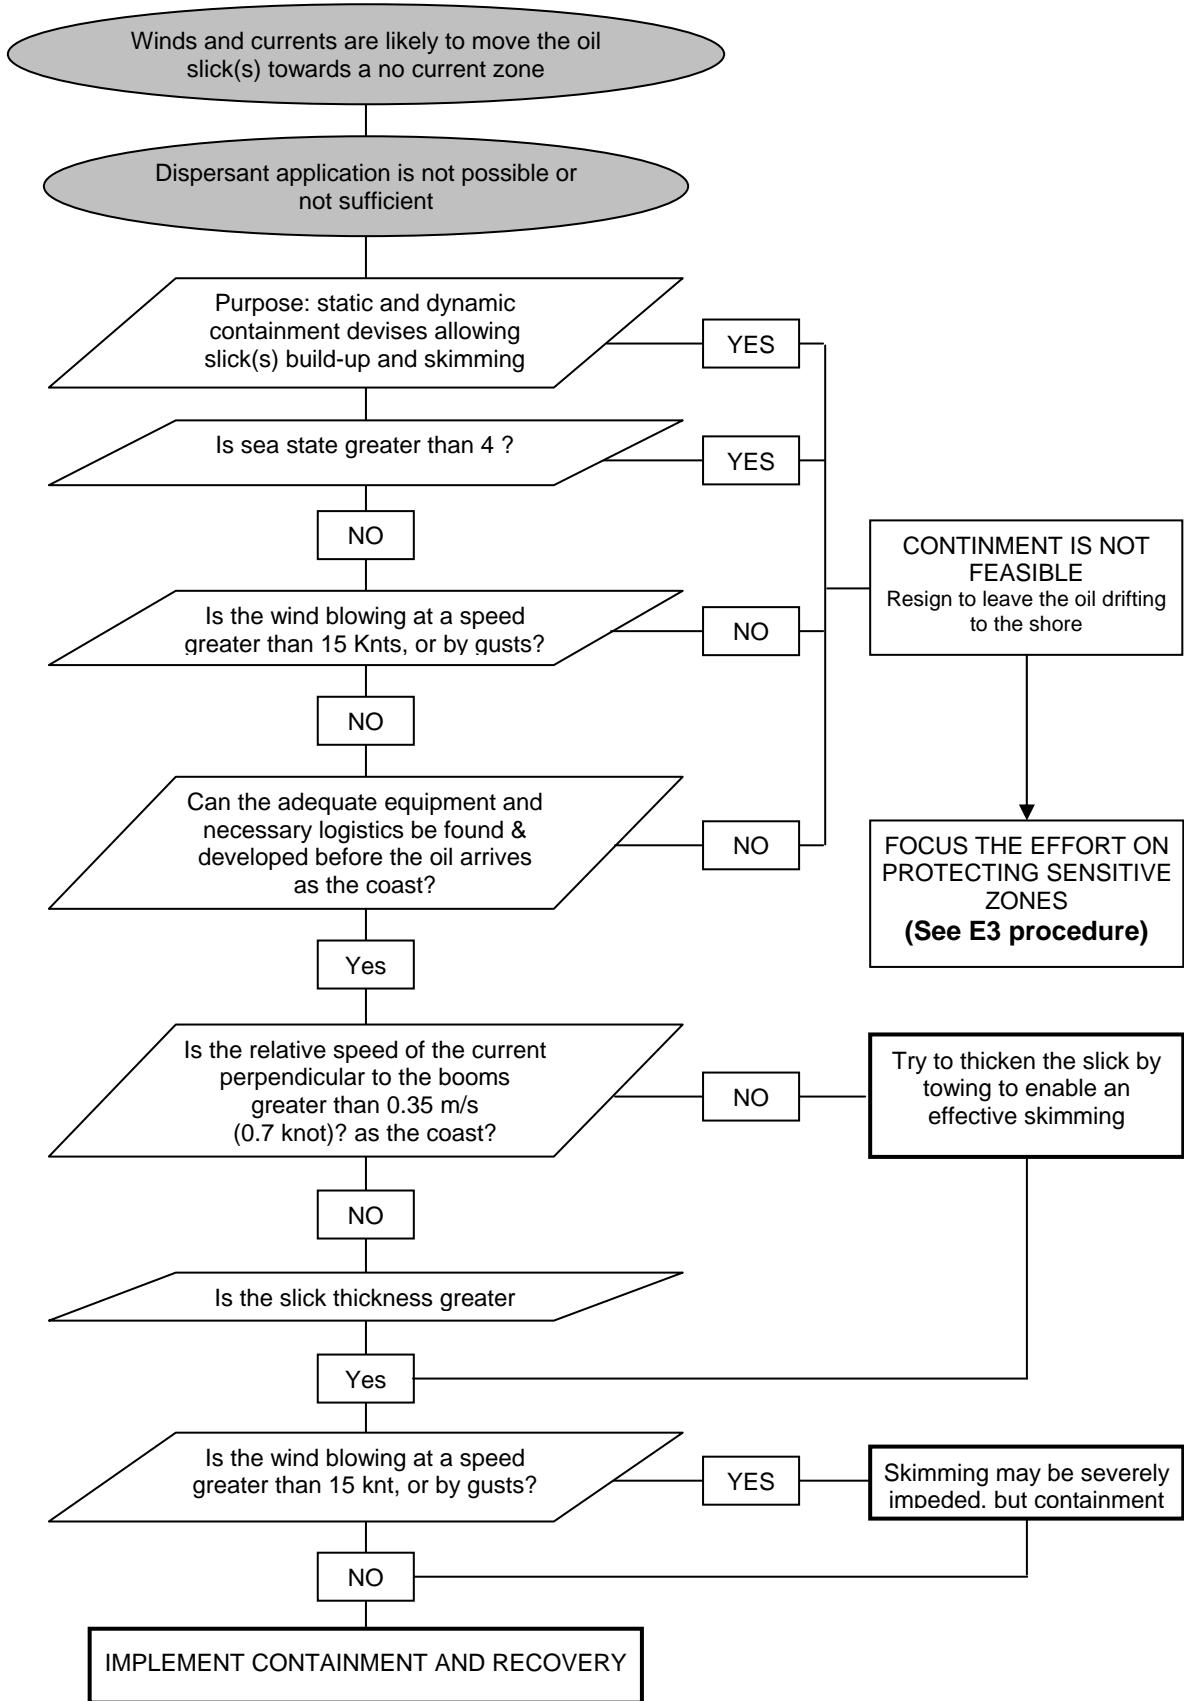 Winds and currents are likely to move the oil
slick(s) towards a no current zone
Dispersant application is not possible or
not sufficient
Purpose: static and dynamic
containment devises allowing
slick(s) build-up and skimming
YES
Is sea state greater than 4 ?
YES
NO
CONTINMENT IS NOT
FEASIBLE
Resign to leave the oil drifting
to the shore
Is the wind blowing at a speed
greater than 15 Knts, or by gusts?
NO
NO
Can the adequate equipment and
necessary logistics be found &
developed before the oil arrives
as the coast?
NO
FOCUS THE EFFORT ON
PROTECTING SENSITIVE
ZONES
(See E3 procedure)
Yes
Is the relative speed of the current
perpendicular to the booms
greater than 0.35 m/s
(0.7 knot)? as the coast?
NO
Try to thicken the slick by
towing to enable an
effective skimming
NO
Is the slick thickness greater
Yes
Is the wind blowing at a speed
greater than 15 knt, or by gusts?
YES
Skimming may be severely
impeded, but containment
NO
IMPLEMENT CONTAINMENT AND RECOVERY